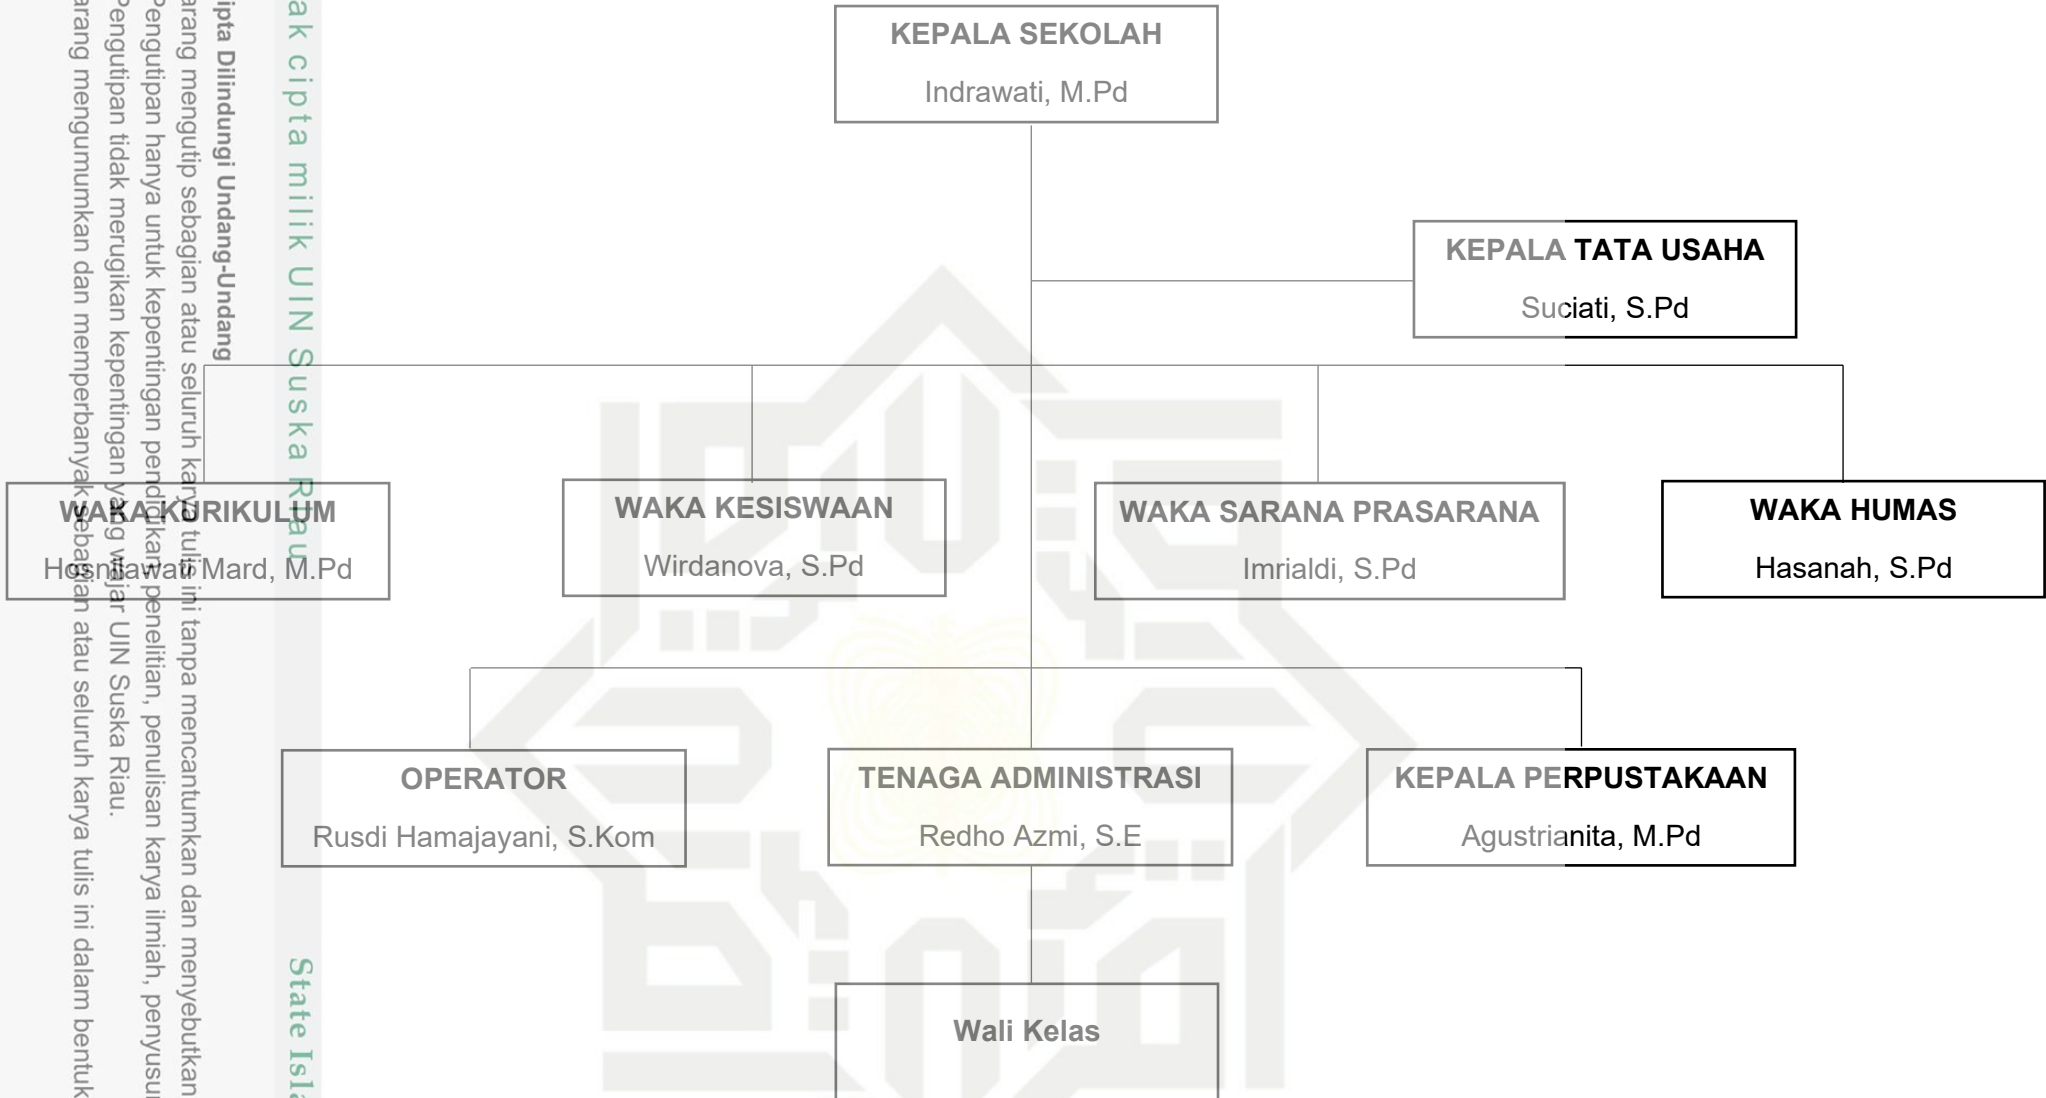 KEPALA SEKOLAH
Indrawati, M.Pd
KEPALA TATA USAHA
Suciati, S.Pd
WAKA KURIKULUM
Hosnilawati Mard, M.Pd
WAKA KESISWAAN
Wirdanova, S.Pd
WAKA SARANA PRASARANA
Imrialdi, S.Pd
WAKA HUMAS
Hasanah, S.Pd
OPERATOR
Rusdi Hamajayani, S.Kom
TENAGA ADMINISTRASI
Redho Azmi, S.E
KEPALA PERPUSTAKAAN
Agustrianita, M.Pd
Wali Kelas
ak cipta milik UIN Suska Riau
State Isla
ipta Dilindungi Undang-Undang
arang mengutip sebagian atau seluruh karya tulis ini tanpa mencantumkan dan menyebutkan
Pengutipan hanya untuk kepentingan pendidikan, penelitian, penulisan karya ilmiah, penyusun
Pengutipan tidak merugikan kepentingan yang wajar UIN Suska Riau.
arang mengumumkan dan memperbanyak sebagian atau seluruh karya tulis ini dalam bentuk